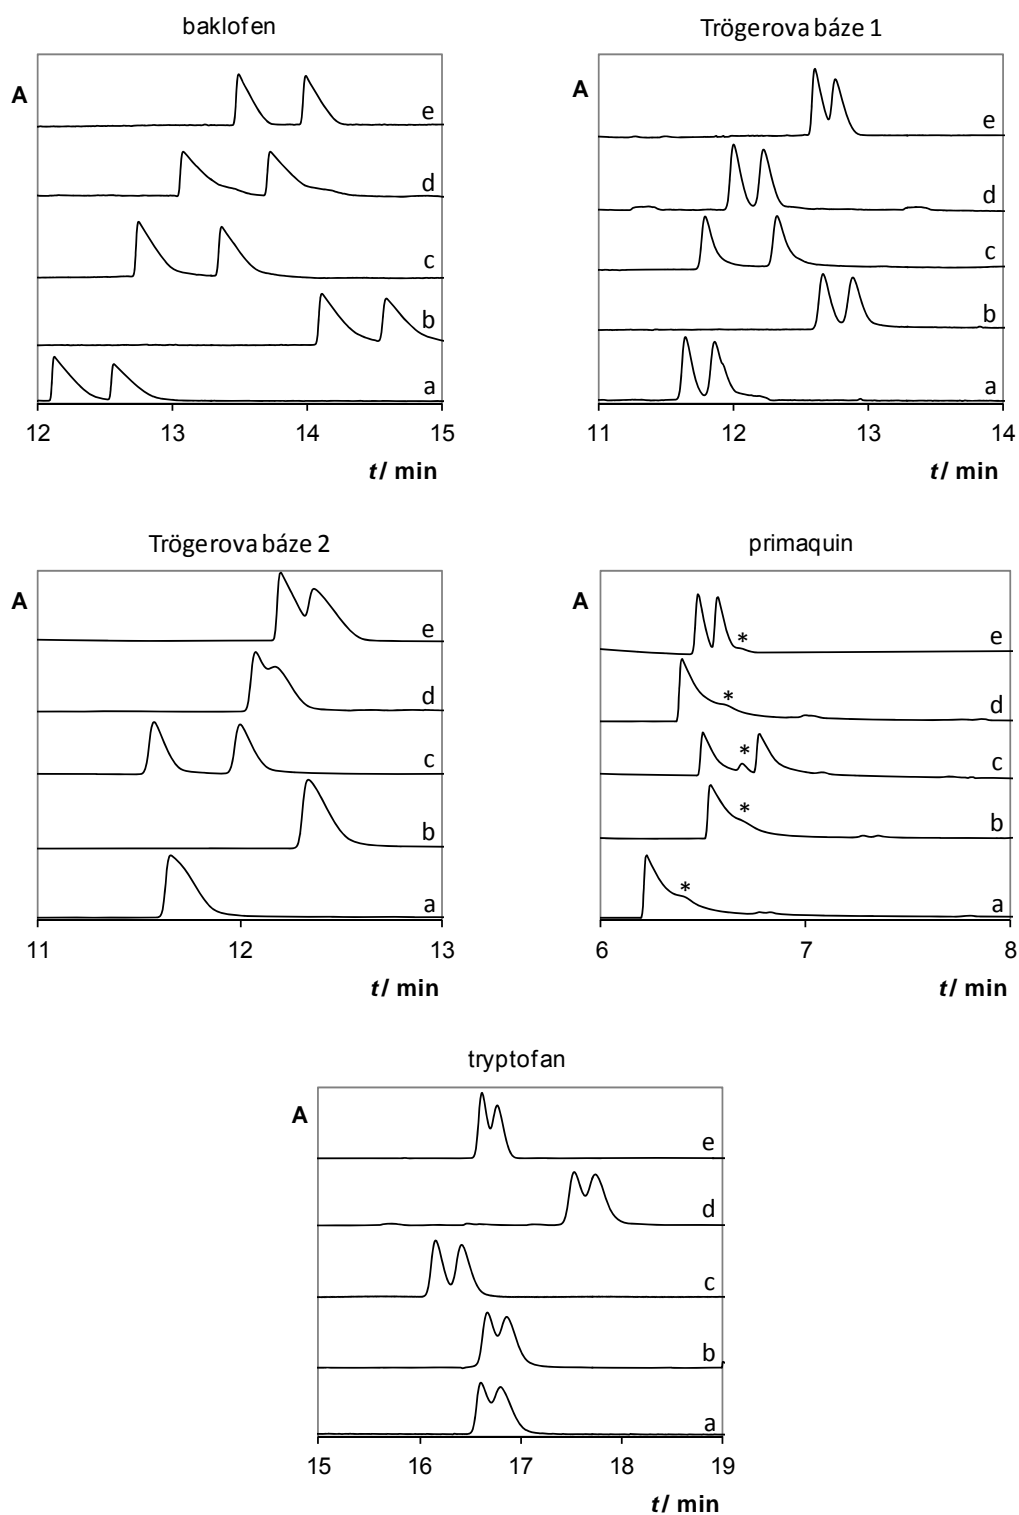 baklofen
A
e
d
c
b
a
12 13 14 15
t / min
Trögerova báze 1
A
e
d
c
b
a
11 12 13 14
t / min
Trögerova báze 2
A
e
d
c
b
a
11 12 13
t / min
primaquin
A
* e
* d
* c
* b
* a
6 7 8
t / min
tryptofan
A
e
d
c
b
a
15 16 17 18 19
t / min